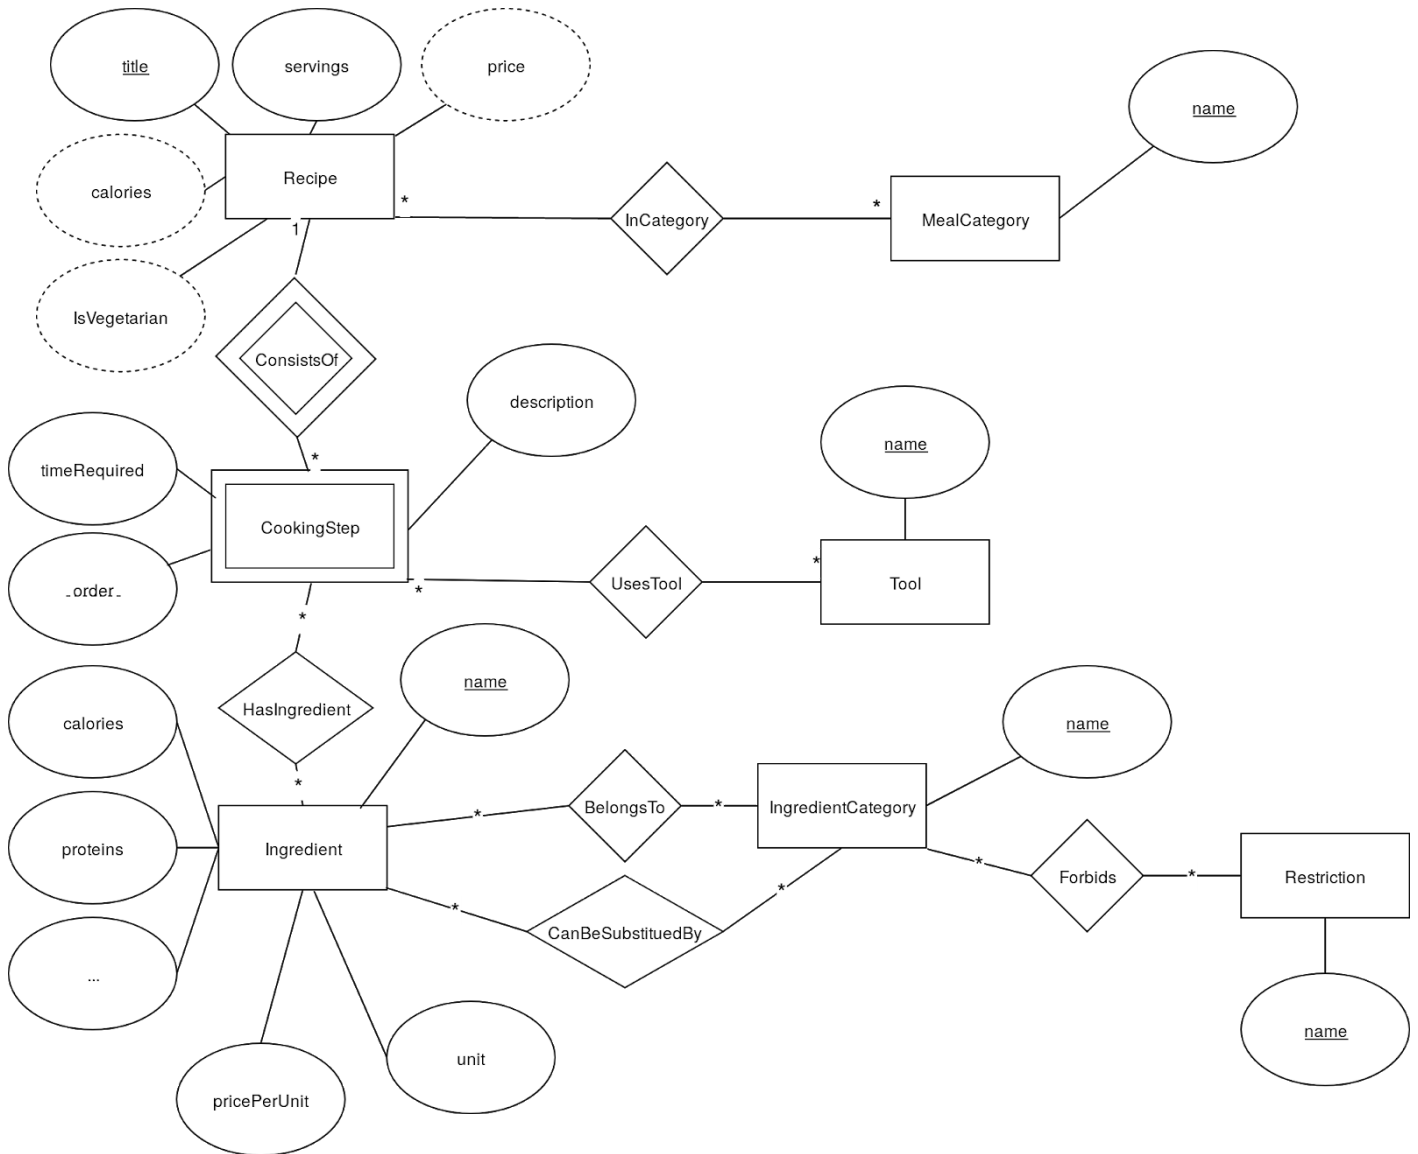 title
servings
price
name
calories
Recipe
*
InCategory
*
MealCategory
1
IsVegetarian
ConsistsOf
description
name
timeRequired
*
CookingStep
order
*
UsesTool
*
Tool
*
name
HasIngredient
calories
name
*
*
BelongsTo
*
IngredientCategory
proteins
Ingredient
*
Forbids
*
Restriction
*
CanBeSubstituedBy
*
...
name
unit
pricePerUnit